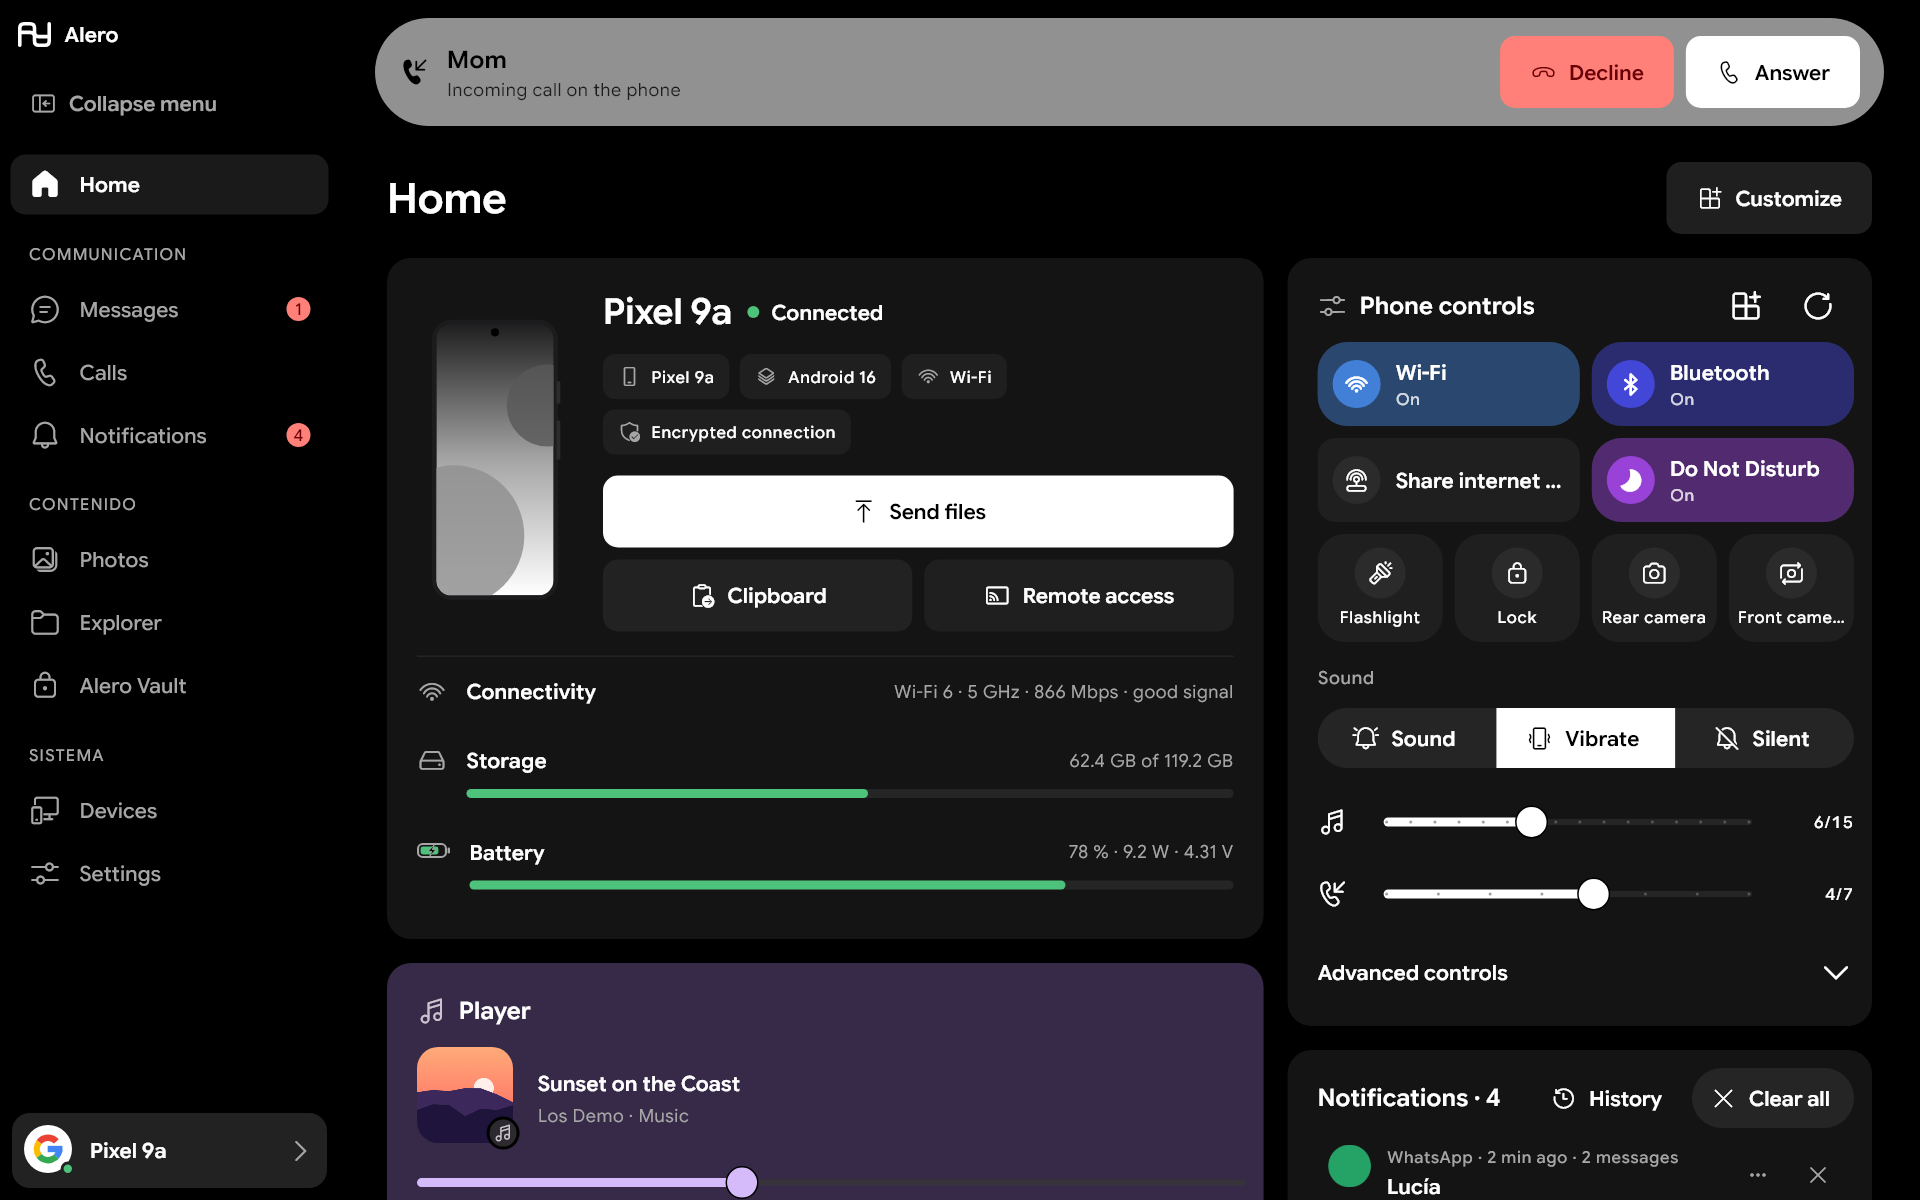 Alero
Collapse menu
Home
COMMUNICATION
Messages
1
Calls
Notifications
4
CONTENIDO
Photos
Explorer
Alero Vault
SISTEMA
Devices
Settings
Pixel 9a
Mom
Incoming call on the phone
Decline
Answer
Home
Customize
Pixel 9a
Connected
Pixel 9a
Android 16
Wi-Fi
Encrypted connection
Send files
Clipboard
Remote access
Connectivity
Wi-Fi 6 · 5 GHz · 866 Mbps · good signal
Storage
62.4 GB of 119.2 GB
Battery
78 % · 9.2 W · 4.31 V
Player
Sunset on the Coast
Los Demo · Music
Phone controls
Wi-Fi
On
Bluetooth
On
Share internet ...
Do Not Disturb
On
Flashlight
Lock
Rear camera
Front came...
Sound
Sound
Vibrate
Silent
6/15
4/7
Advanced controls
Notifications · 4
History
Clear all
WhatsApp · 2 min ago · 2 messages
Lucía